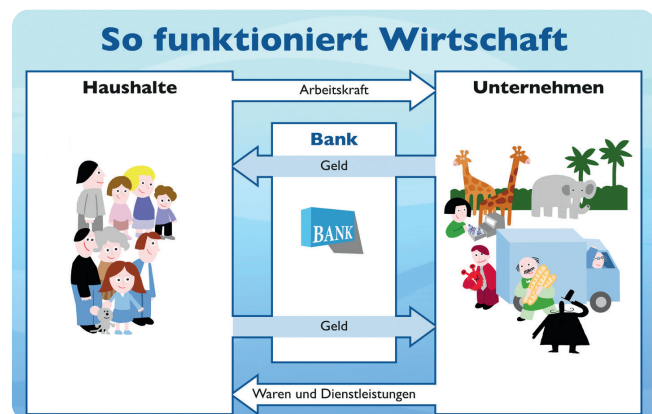 So funktioniert Wirtschaft
Haushalte
Arbeitskraft
Unternehmen
Bank
Geld
BANK
Geld
Waren und Dienstleistungen